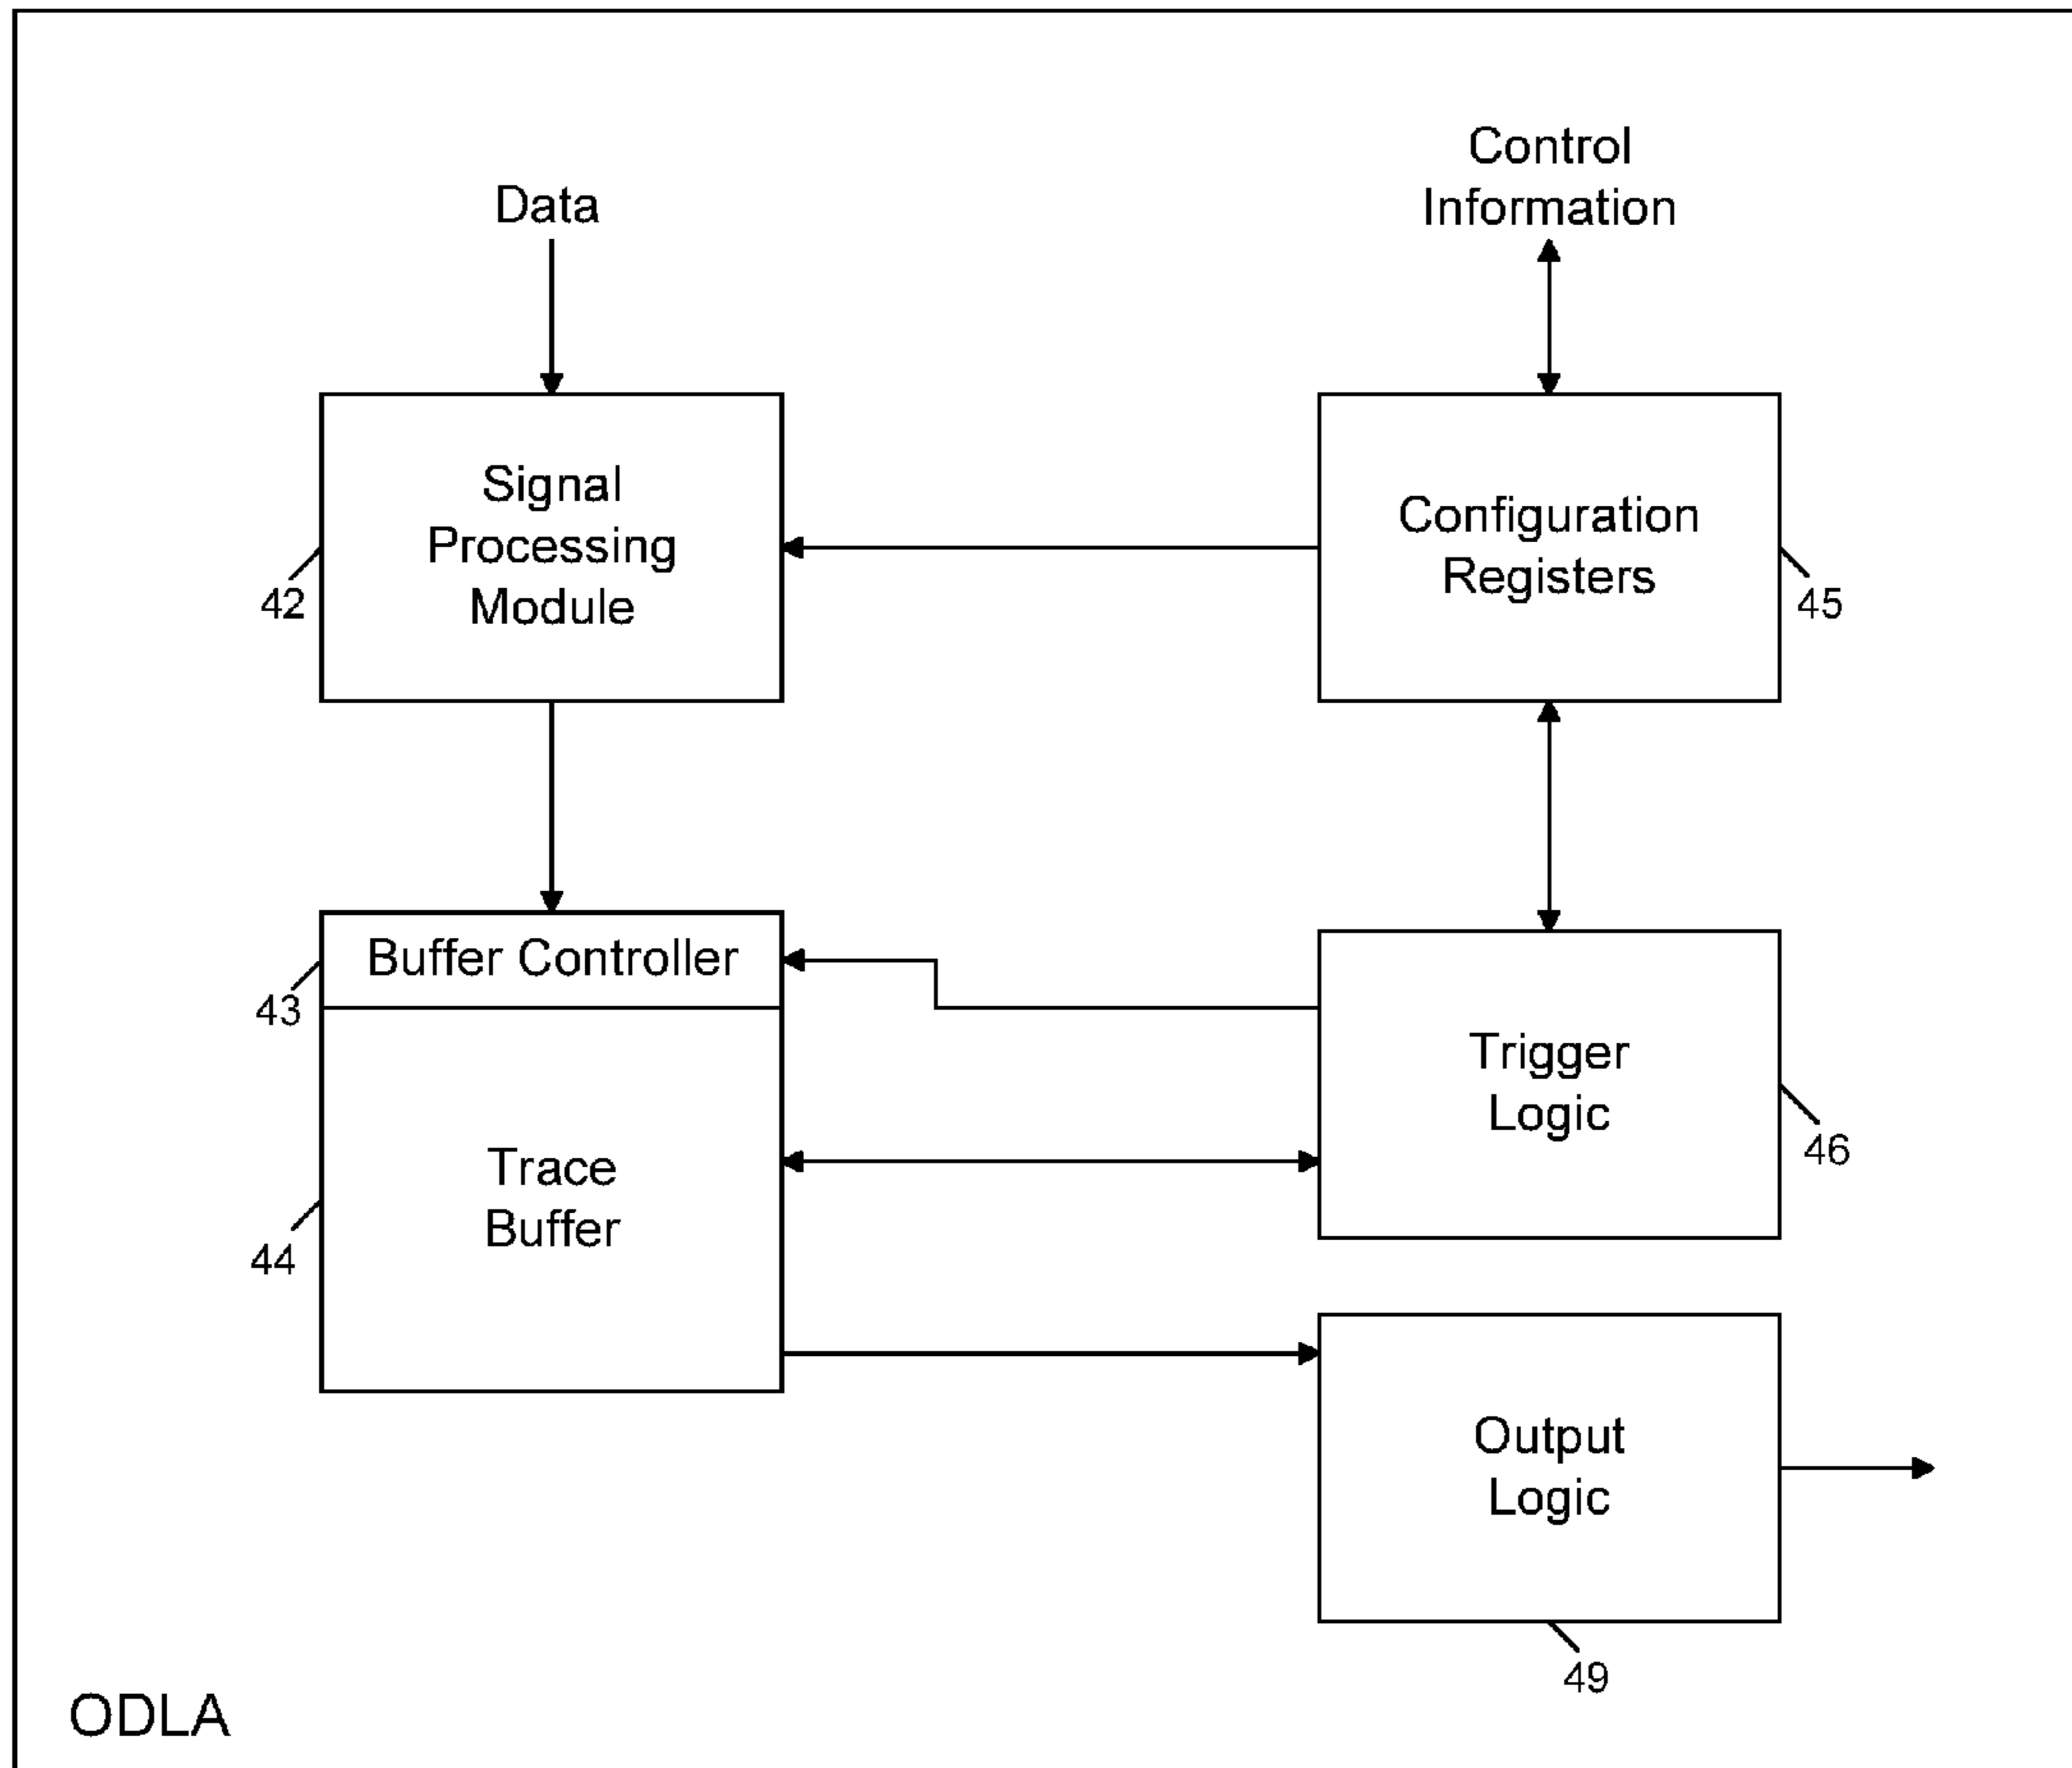 Data
Control
Information
Signal
Processing
Module
42
Configuration
Registers
45
Buffer Controller
43
Trace
Buffer
44
Trigger
Logic
46
Output
Logic
49
ODLA